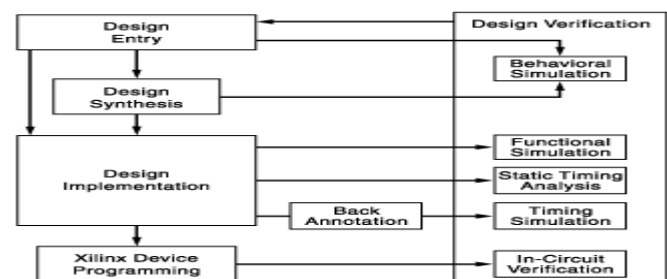 Design
Entry
Design Verification
Behavioral
Simulation
Design
Synthesis
Design
Implementation
Functional
Simulation
Static Timing
Analysis
Back
Annotation
Timing
Simulation
Xilinx Device
Programming
In-Circuit
Verification